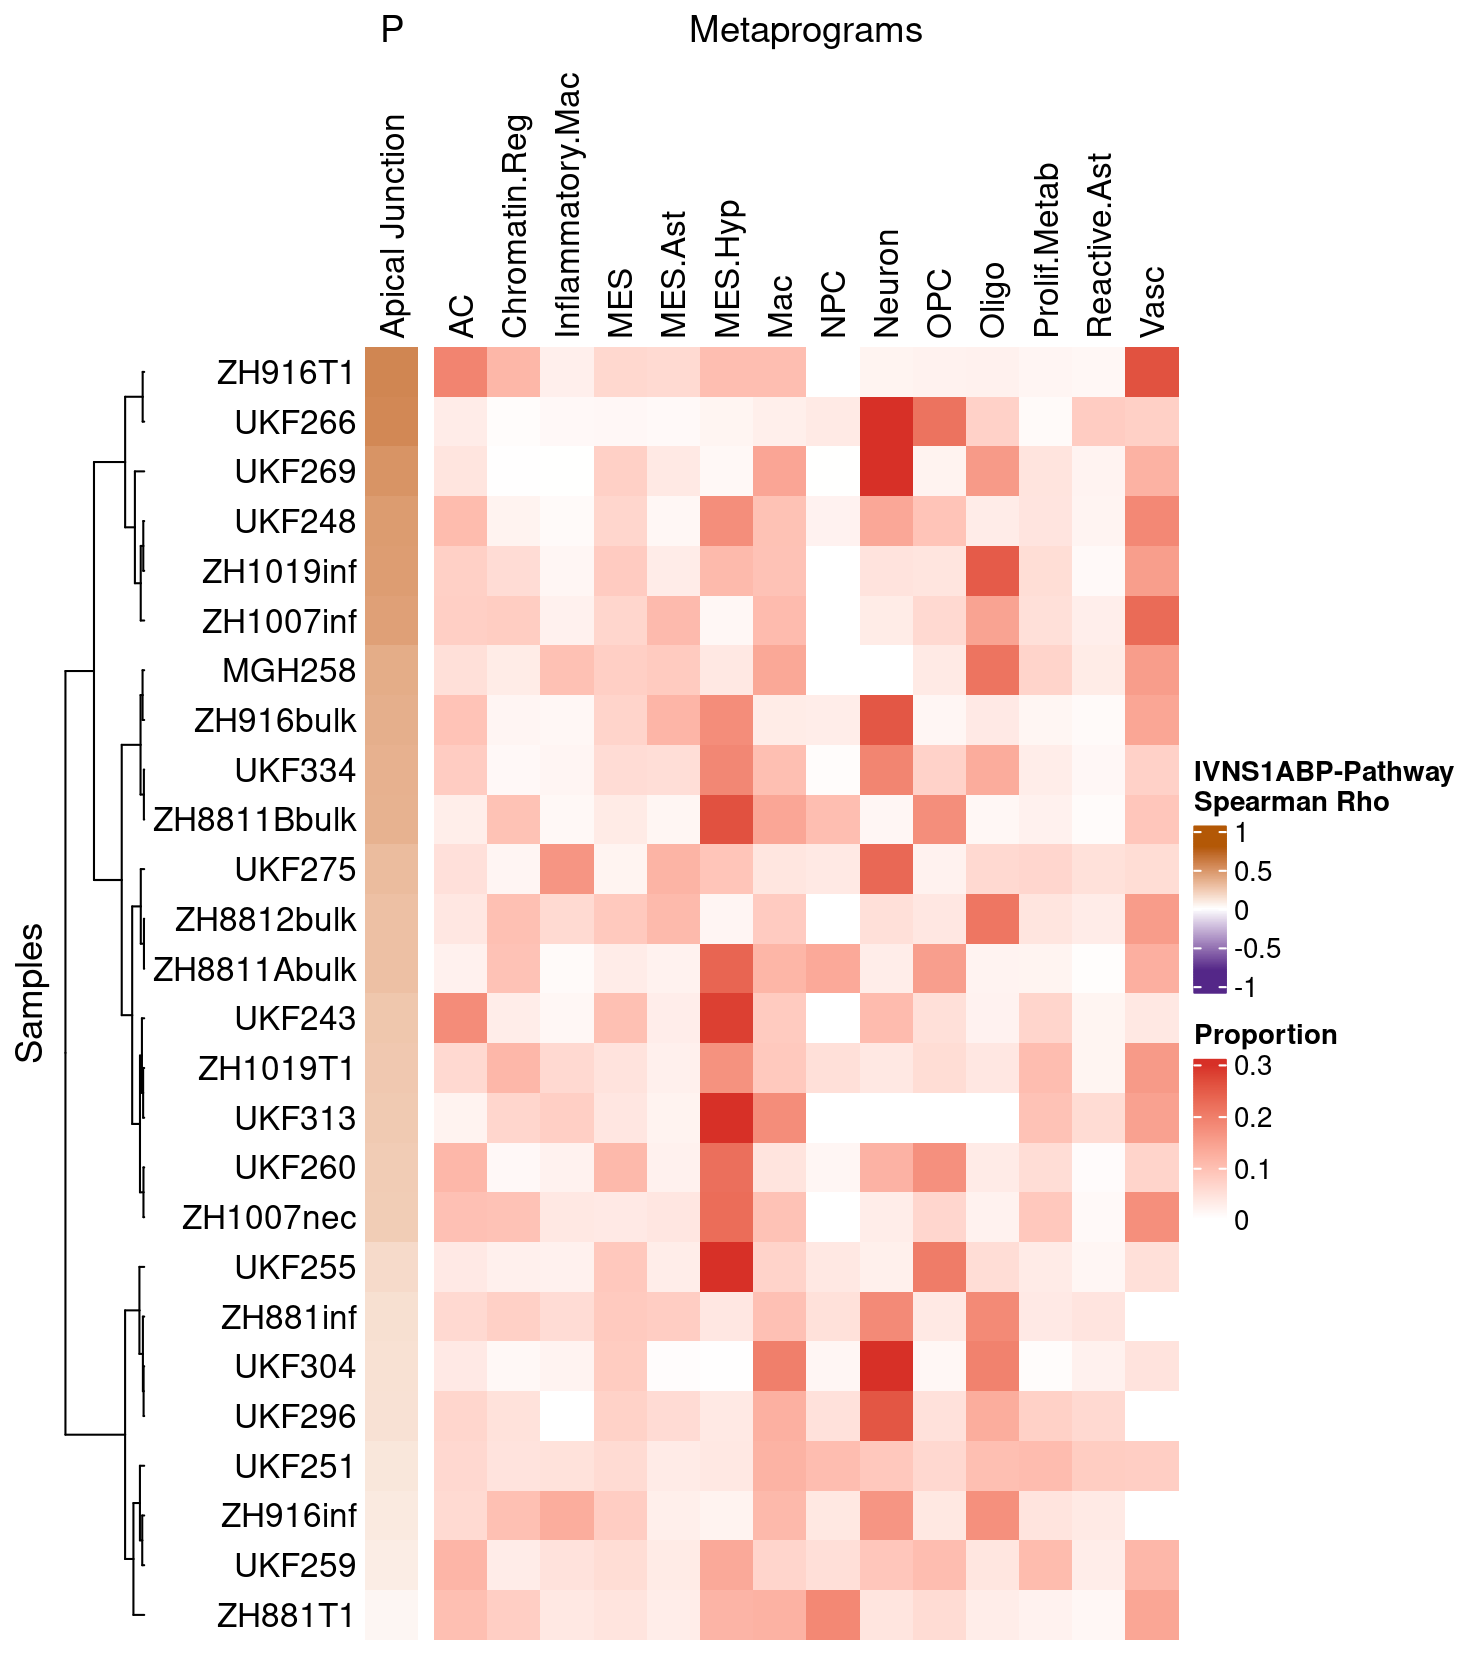 P Metaprograms
Apical Junction
AC
Chromatin.Reg
Inflammatory.Mac
MES
MES.Ast
MES.Hyp
Mac
NPC
Neuron
OPC
Oligo
Prolif.Metab
Reactive.Ast
Vasc
Samples
ZH916T1
UKF266
UKF269
UKF248
ZH1019inf
ZH1007inf
MGH258
ZH916bulk
UKF334
ZH8811Bbulk
UKF275
ZH8812bulk
ZH8811Abulk
UKF243
ZH1019T1
UKF313
UKF260
ZH1007nec
UKF255
ZH881inf
UKF304
UKF296
UKF251
ZH916inf
UKF259
ZH881T1
IVNS1ABP-Pathway
Spearman Rho
1
0.5
0
-0.5
-1
Proportion
0.3
0.2
0.1
0